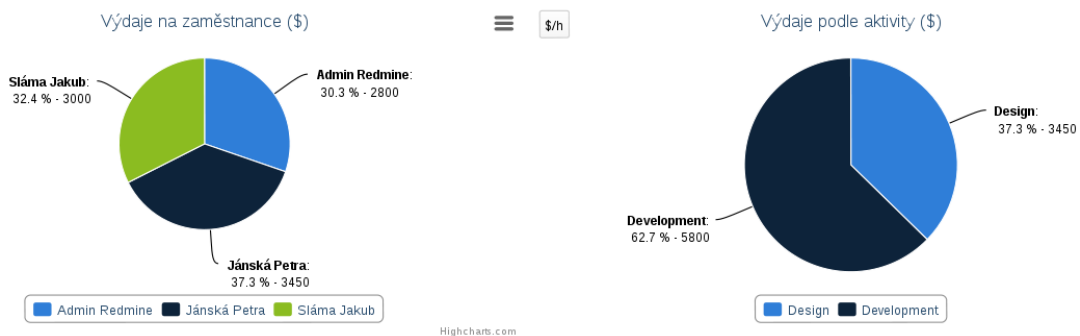 Výdaje na zaměstnance ($)
$/h
Sláma Jakub:
32.4 % - 3000
Admin Redmine:
30.3 % - 2800
Jánská Petra:
37.3 % - 3450
Admin Redmine Jánská Petra Sláma Jakub
Highcharts.com
Výdaje podle aktivity ($)
Design:
37.3 % - 3450
Development:
62.7 % - 5800
Design Development